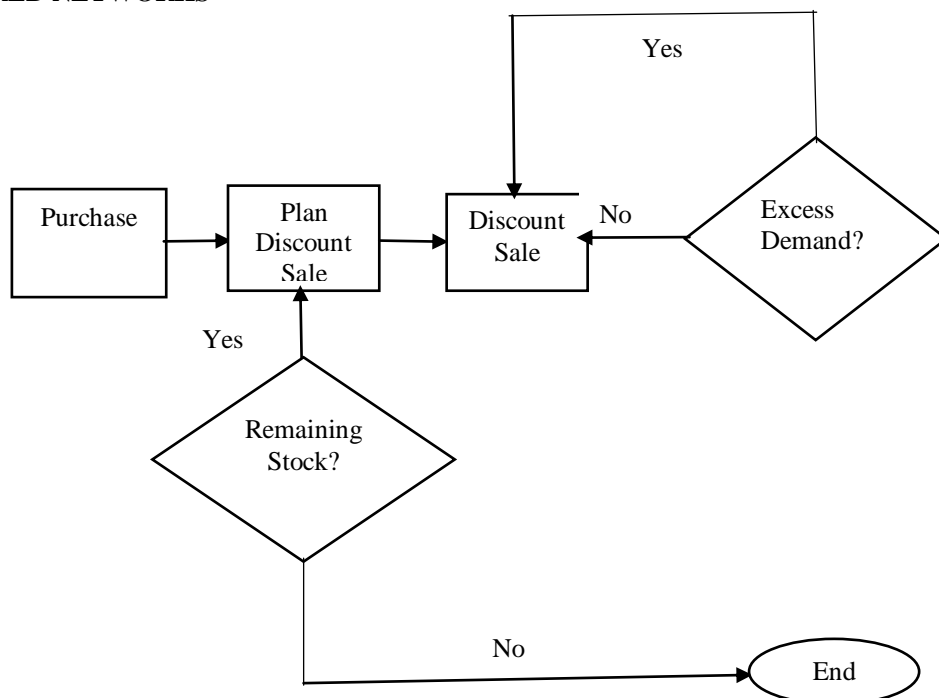 Yes
Purchase
Plan
Discount
Sale
Discount
Sale
No
Excess
Demand?
Yes
Remaining
Stock?
No
End